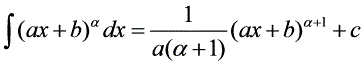 ∫(ax+b)^α dx = 1/(a(α+1)) (ax+b)^(α+1) + c